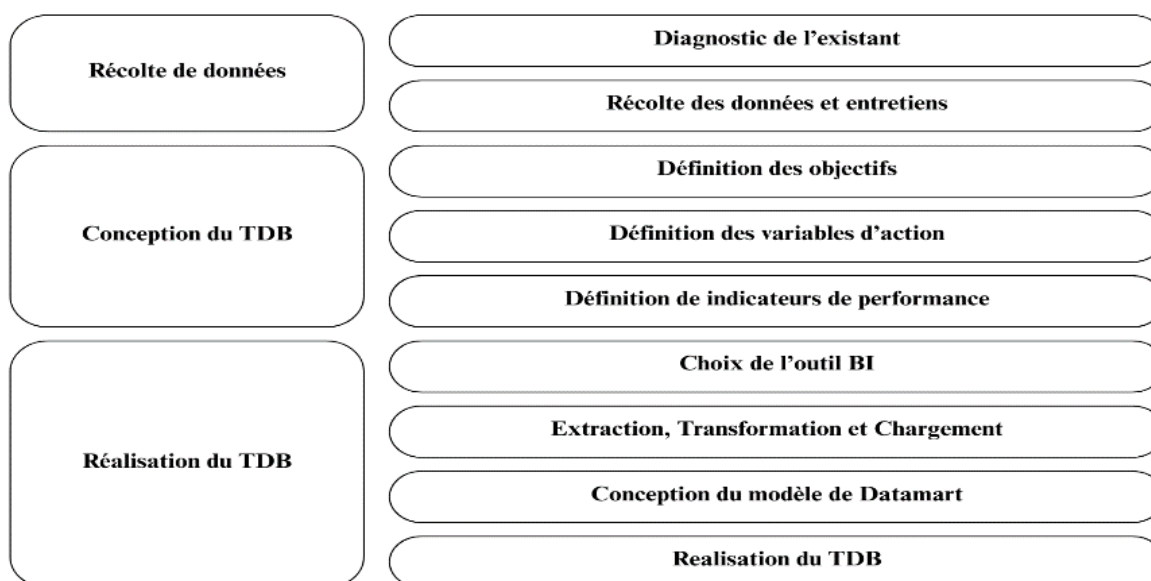 Récolte de données
Diagnostic de l'existant
Récolte des données et entretiens
Conception du TDB
Définition des objectifs
Définition des variables d'action
Définition de indicateurs de performance
Réalisation du TDB
Choix de l'outil BI
Extraction, Transformation et Chargement
Conception du modèle de Datamart
Realisation du TDB